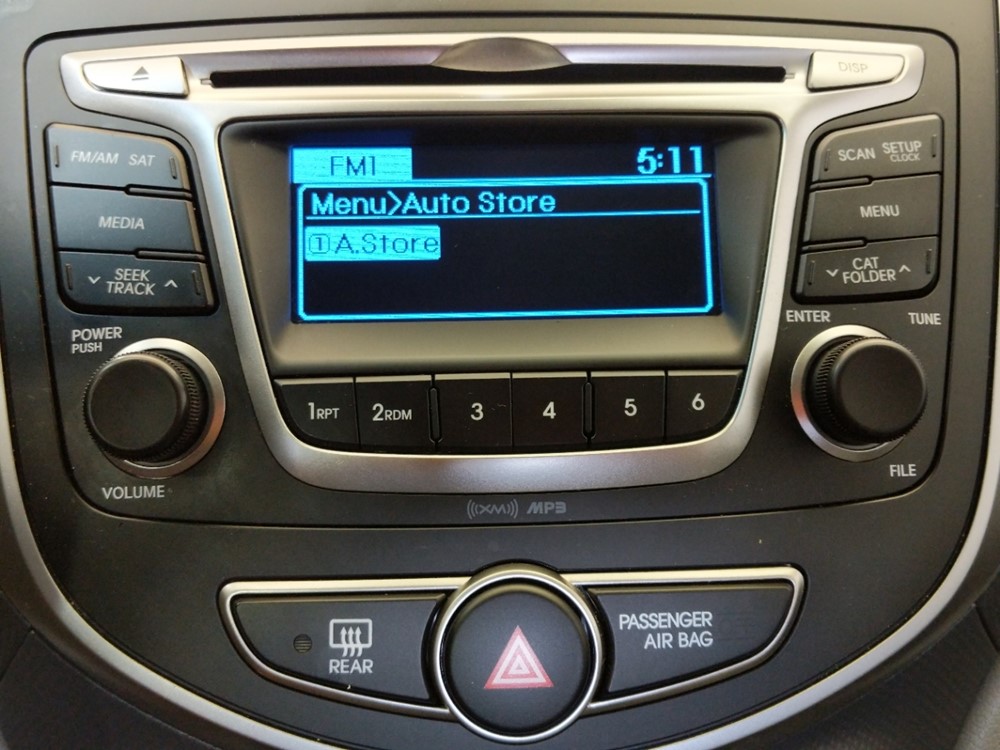 DISP
FM/AM SAT
MEDIA
SEEK
TRACK
POWER
PUSH
VOLUME
FM1 5:11
Menu>Auto Store
①A.Store
SCAN SETUP
CLOCK
MENU
CAT
FOLDER
ENTER TUNE
FILE
1RPT 2RDM 3 4 5 6
((XM)) MP3
REAR
PASSENGER
AIR BAG